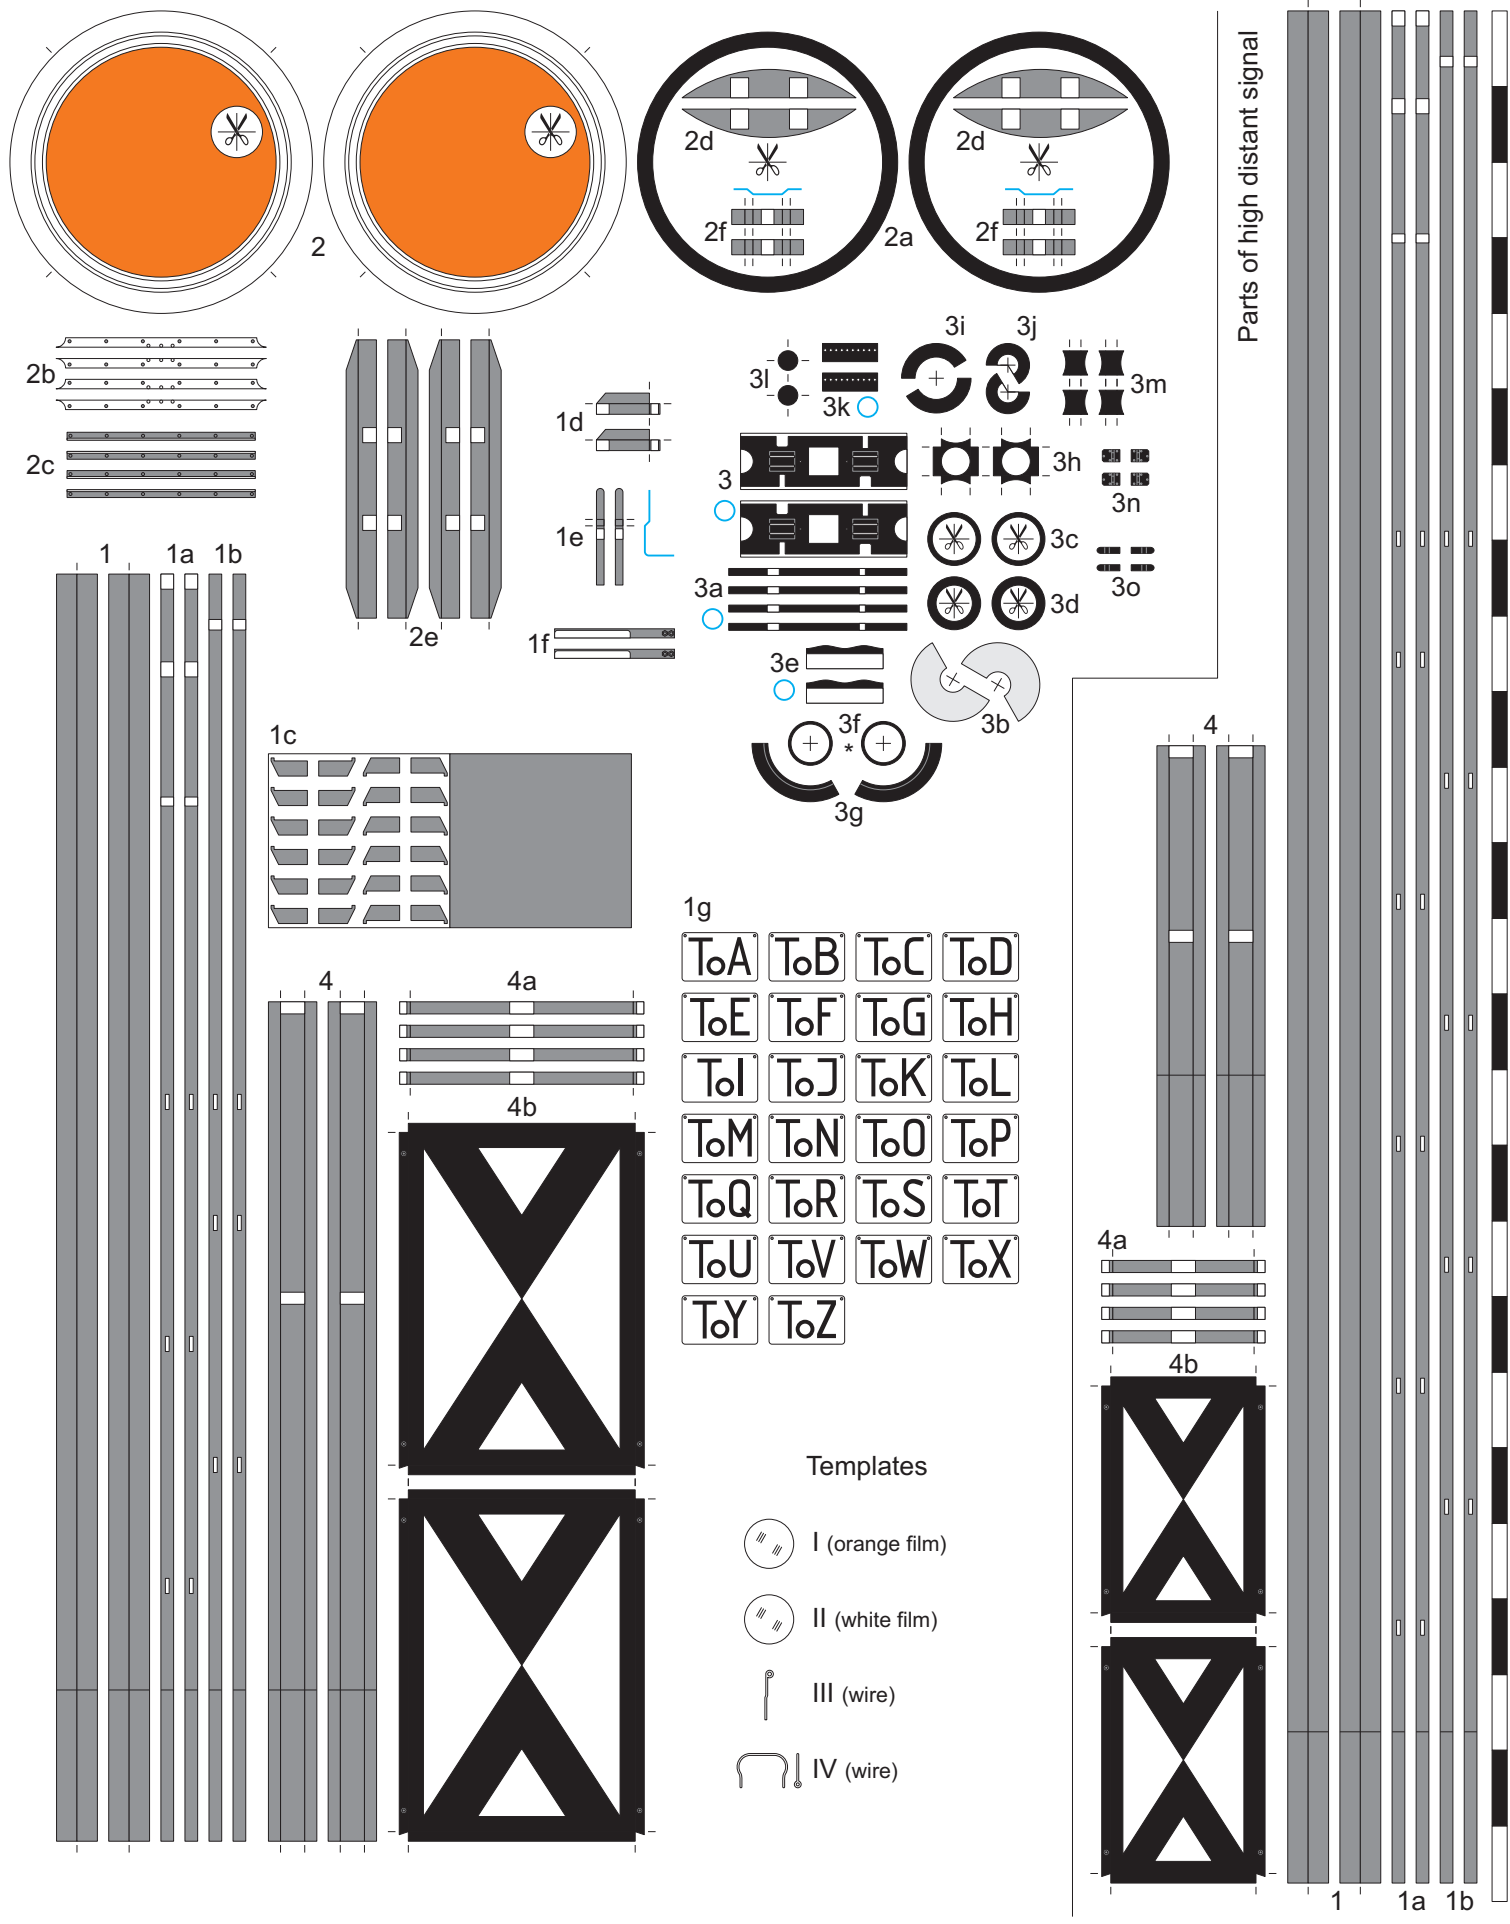 2
2d
2f
2a
2d
2f
Parts of high distant signal
2b
2c
2e
1d
1e
1f
3l
3k
3i
3j
3m
3
3h
3n
3a
3c
3o
3d
3e
3f
*
3b
3g
1
1a
1b
1c
4
4a
4b
1g
ToA ToB ToC ToD
ToE ToF ToG ToH
ToI ToJ ToK ToL
ToM ToN ToO ToP
ToQ ToR ToS ToT
ToU ToV ToW ToX
ToY ToZ
Templates
I (orange film)
II (white film)
III (wire)
IV (wire)
4
4a
4b
1
1a
1b